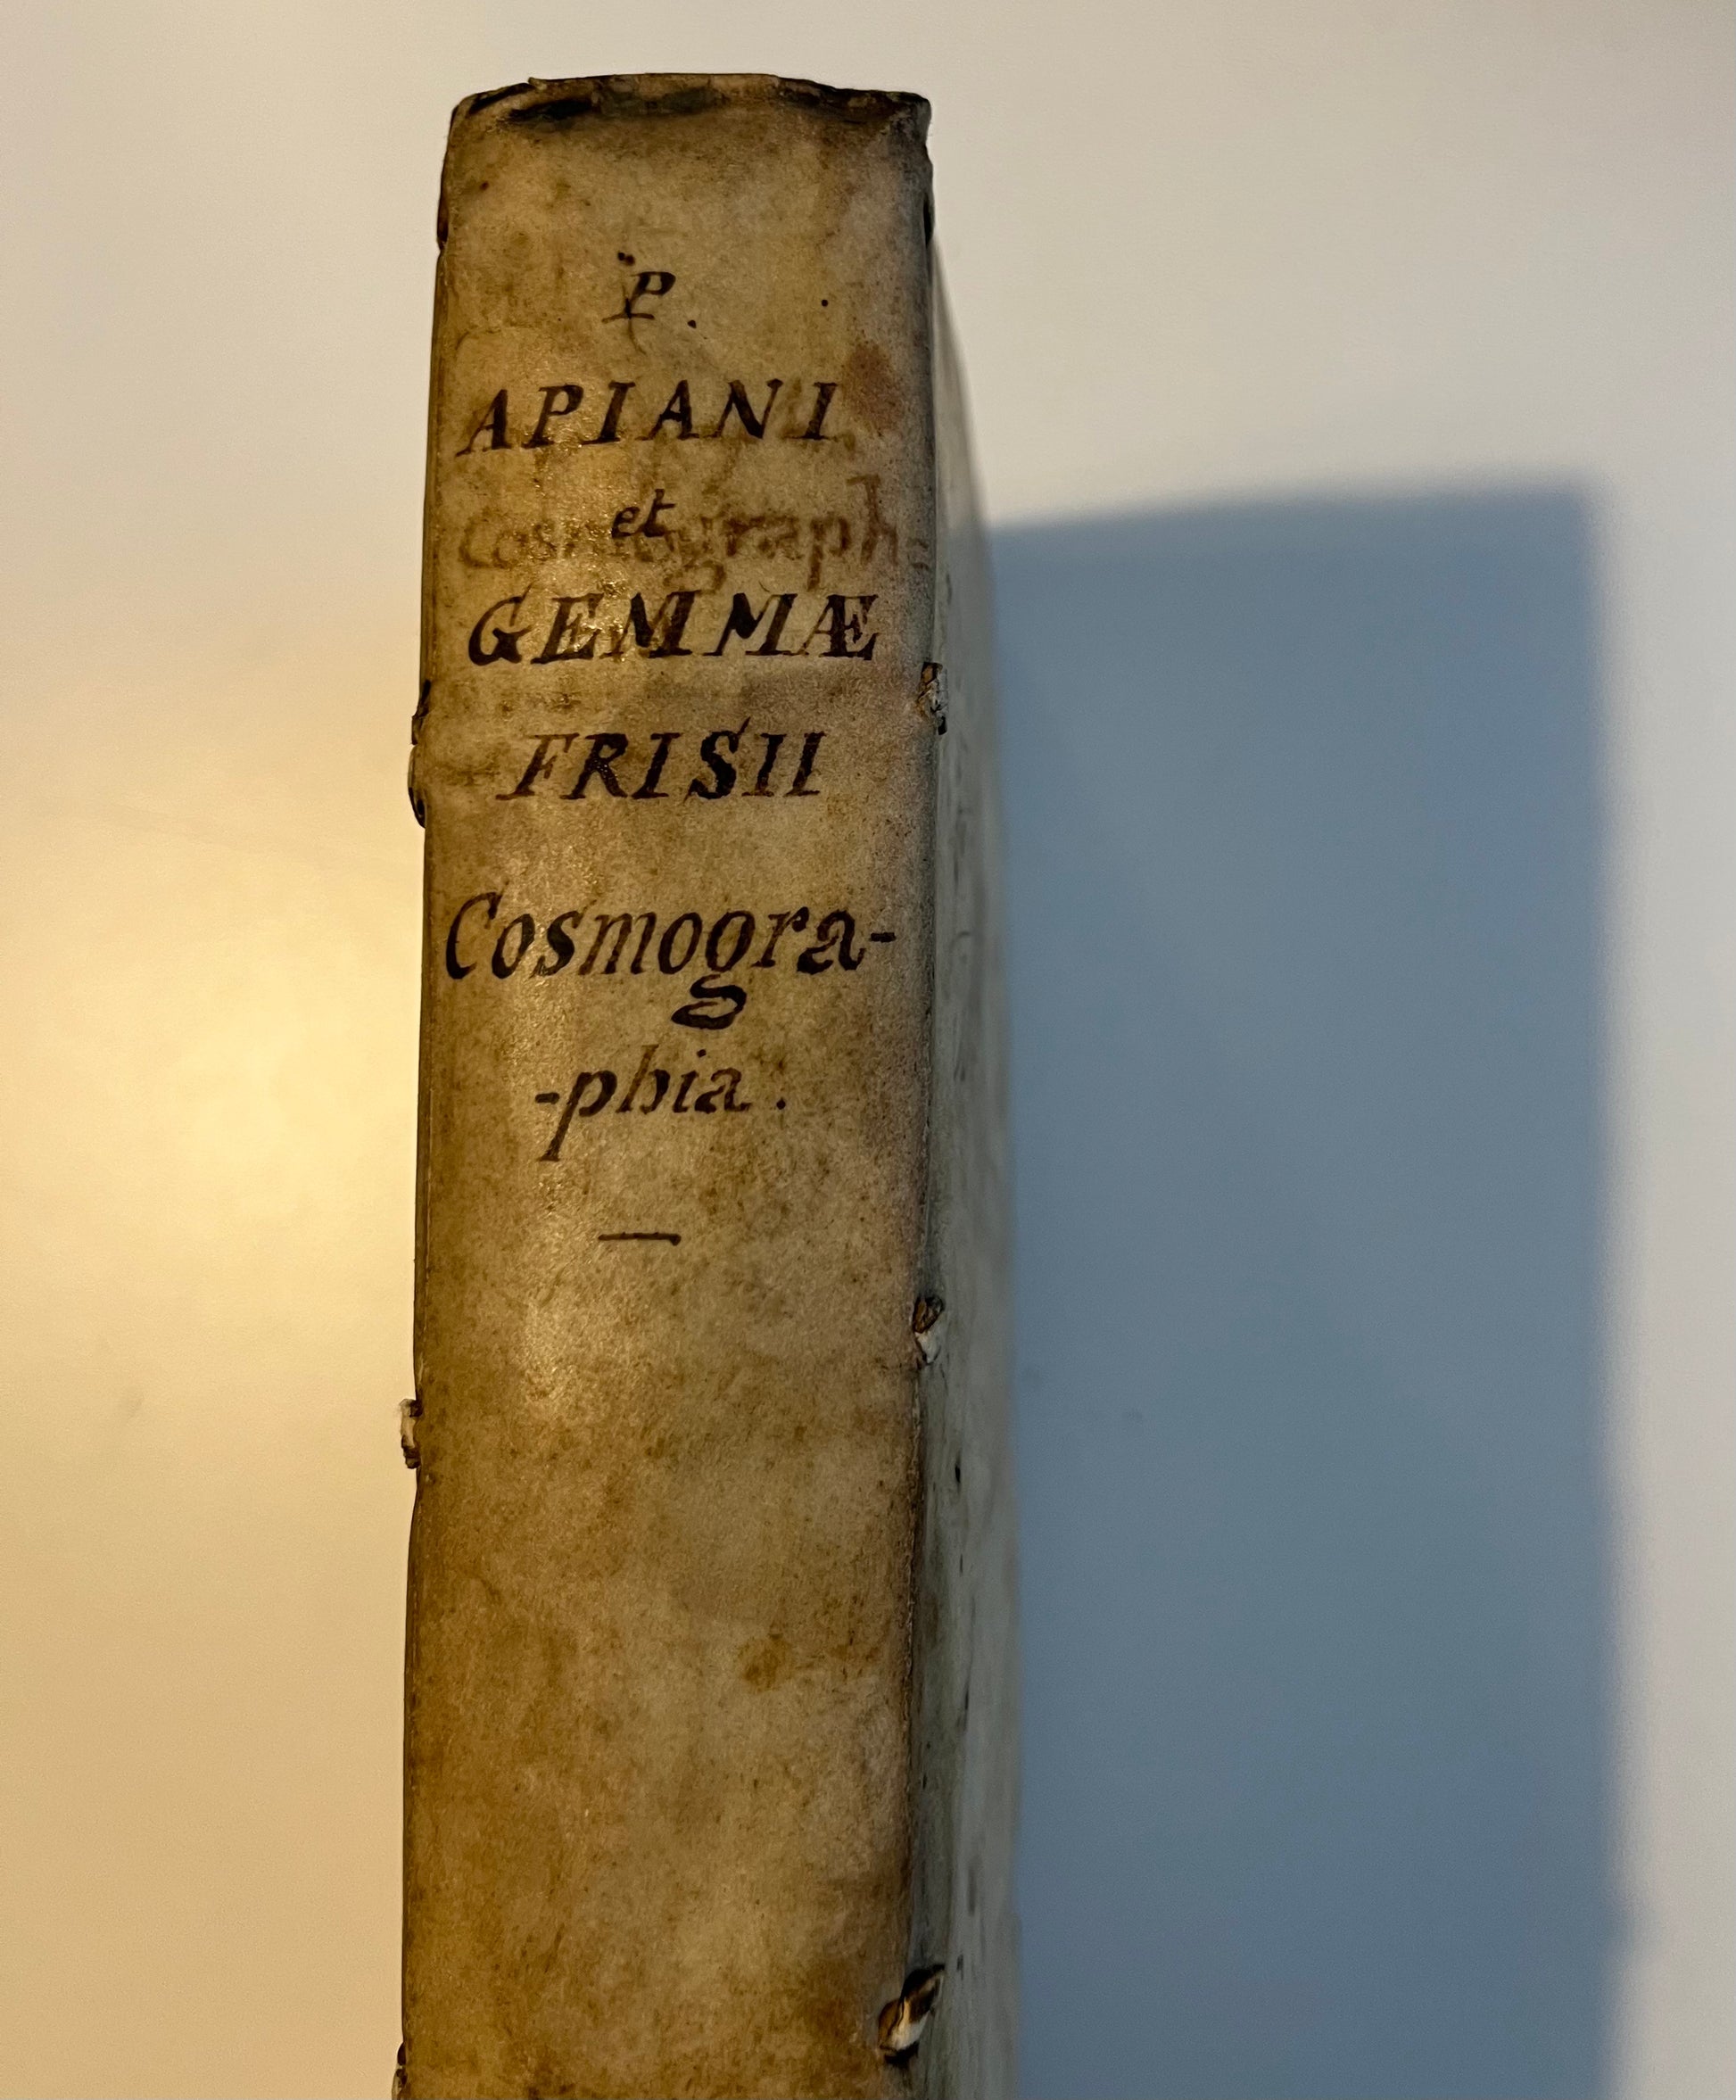 P.
APIANI
et
Cosmograph-
GEMMÆ
FRISII
Cosmogra-
-phia.